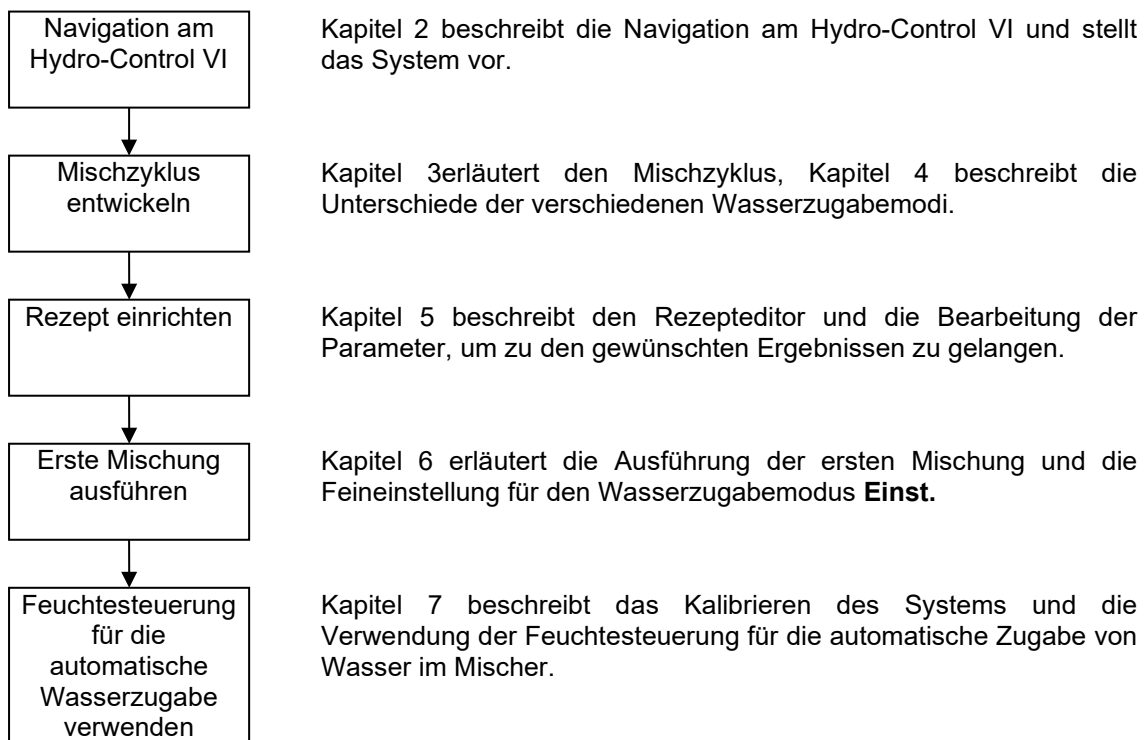 Navigation am
Hydro-Control VI
Kapitel 2 beschreibt die Navigation am Hydro-Control VI und stellt
das System vor.
Mischzyklus
entwickeln
Kapitel 3erläutert den Mischzyklus, Kapitel 4 beschreibt die
Unterschiede der verschiedenen Wasserzugabemodi.
Rezept einrichten
Kapitel 5 beschreibt den Rezepteditor und die Bearbeitung der
Parameter, um zu den gewünschten Ergebnissen zu gelangen.
Erste Mischung
ausführen
Kapitel 6 erläutert die Ausführung der ersten Mischung und die
Feineinstellung für den Wasserzugabemodus Einst.
Feuchtesteuerung
für die
automatische
Wasserzugabe
verwenden
Kapitel 7 beschreibt das Kalibrieren des Systems und die
Verwendung der Feuchtesteuerung für die automatische Zugabe von
Wasser im Mischer.